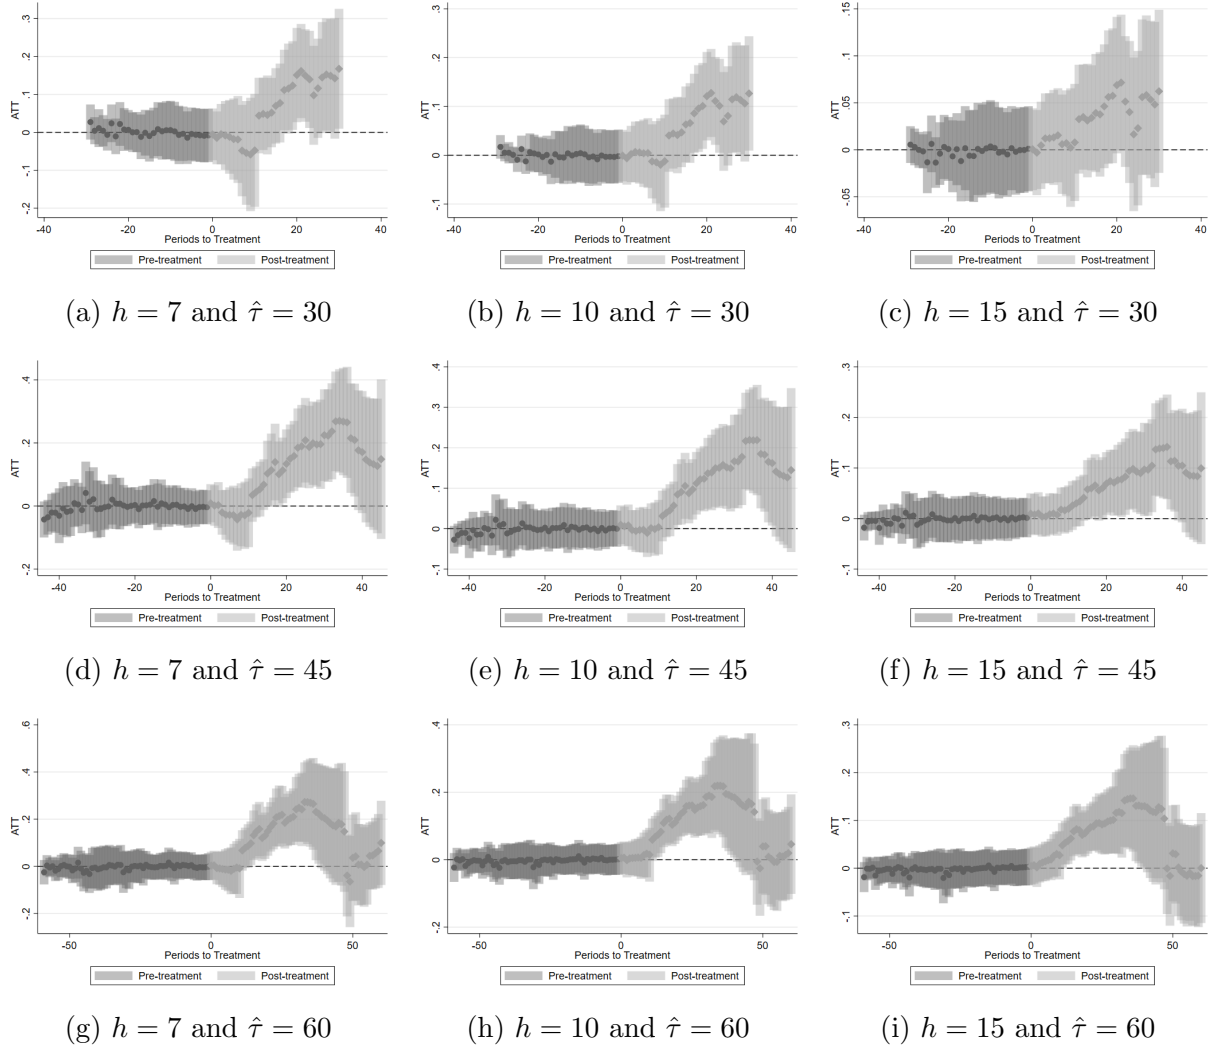 .3
.2
.1
0
-.1
-.2
ATT
-40 -20 0 20 40
Periods to Treatment
Pre-treatment Post-treatment
(a) h = 7 and τ̂ = 30
.3
.2
.1
0
-.1
ATT
-40 -20 0 20 40
Periods to Treatment
Pre-treatment Post-treatment
(b) h = 10 and τ̂ = 30
.15
.1
.05
0
-.05
ATT
-40 -20 0 20 40
Periods to Treatment
Pre-treatment Post-treatment
(c) h = 15 and τ̂ = 30
.4
.2
0
-.2
ATT
-40 -20 0 20 40
Periods to Treatment
Pre-treatment Post-treatment
(d) h = 7 and τ̂ = 45
.4
.3
.2
.1
0
-.1
ATT
-40 -20 0 20 40
Periods to Treatment
Pre-treatment Post-treatment
(e) h = 10 and τ̂ = 45
.3
.2
.1
0
-.1
ATT
-40 -20 0 20 40
Periods to Treatment
Pre-treatment Post-treatment
(f) h = 15 and τ̂ = 45
.6
.4
.2
0
-.2
ATT
-50 0 50
Periods to Treatment
Pre-treatment Post-treatment
(g) h = 7 and τ̂ = 60
.4
.2
0
-.2
ATT
-50 0 50
Periods to Treatment
Pre-treatment Post-treatment
(h) h = 10 and τ̂ = 60
.3
.2
.1
0
-.1
ATT
-50 0 50
Periods to Treatment
Pre-treatment Post-treatment
(i) h = 15 and τ̂ = 60